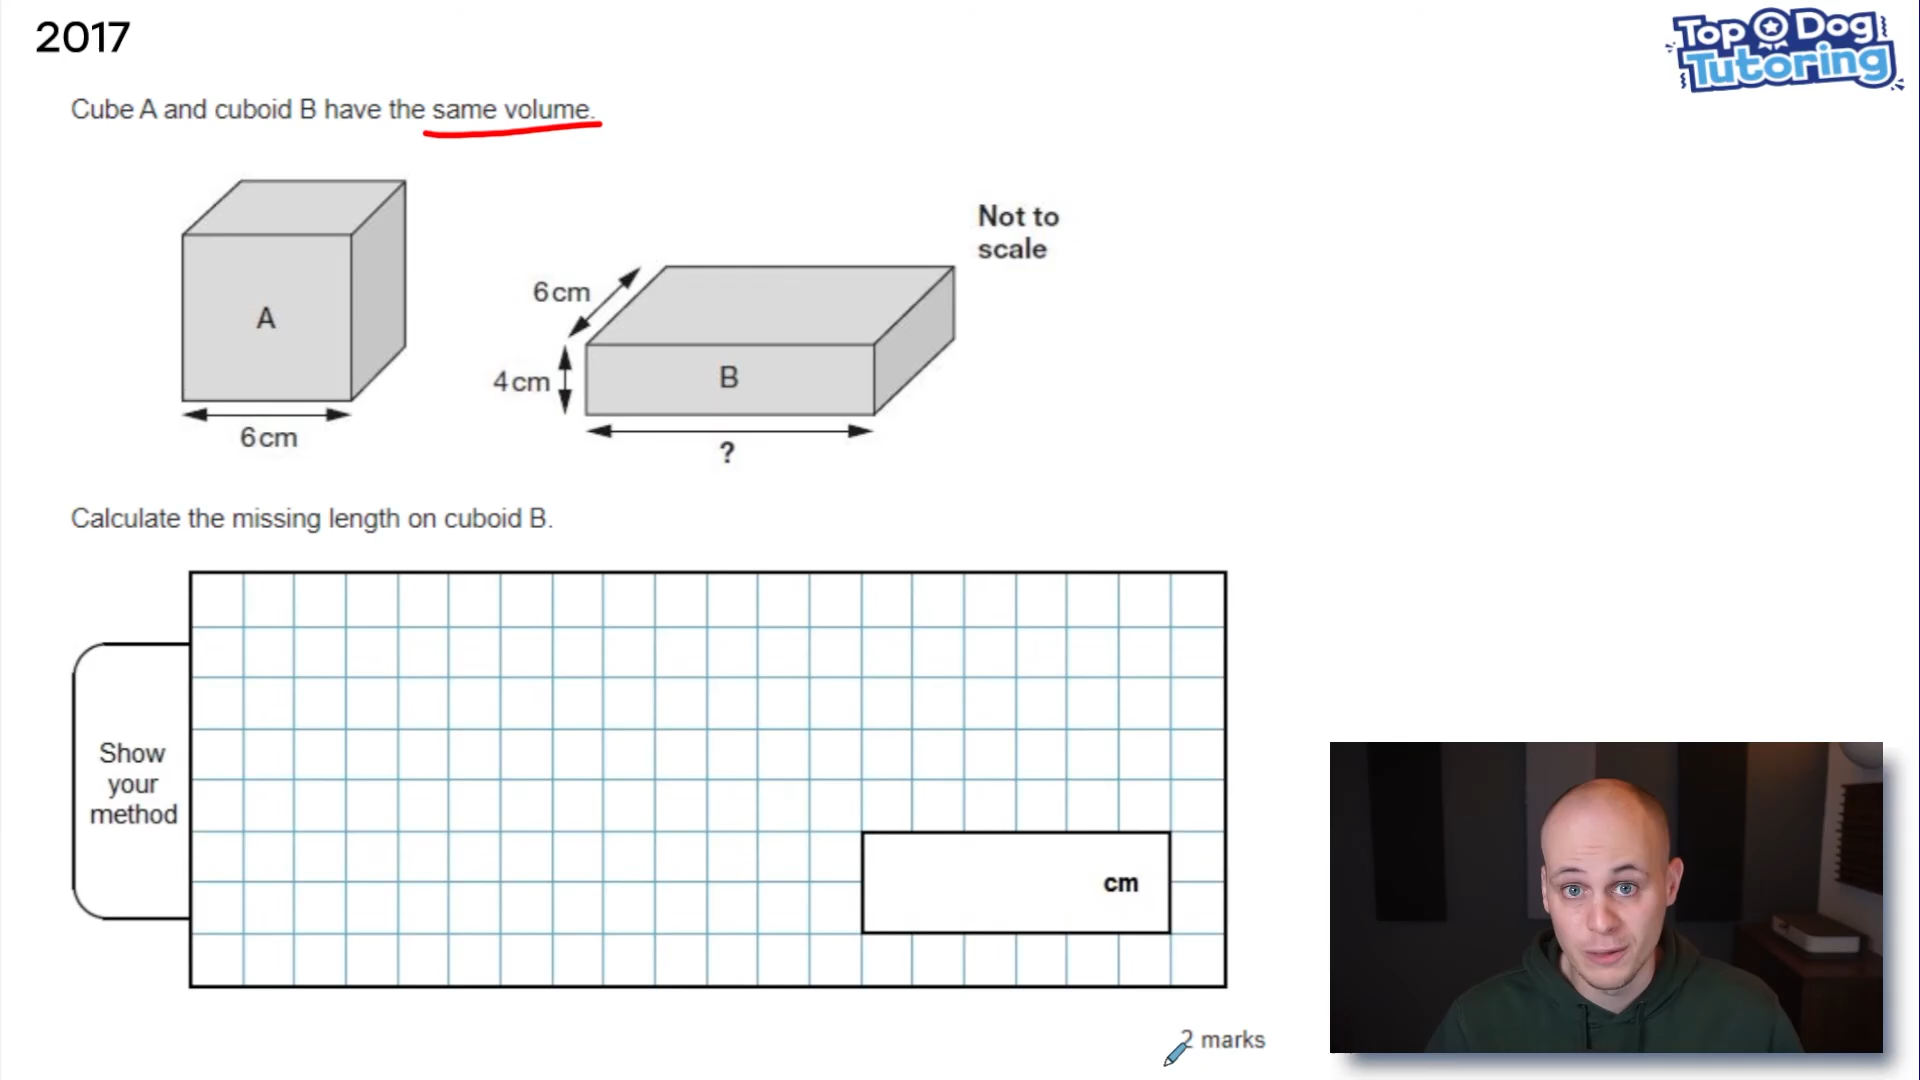 2017
Top Dog
Tutoring
Cube A and cuboid B have the same volume.
Not to
scale
6cm
A
4cm
B
6cm
?
Calculate the missing length on cuboid B.
Show
your
method
cm
2 marks